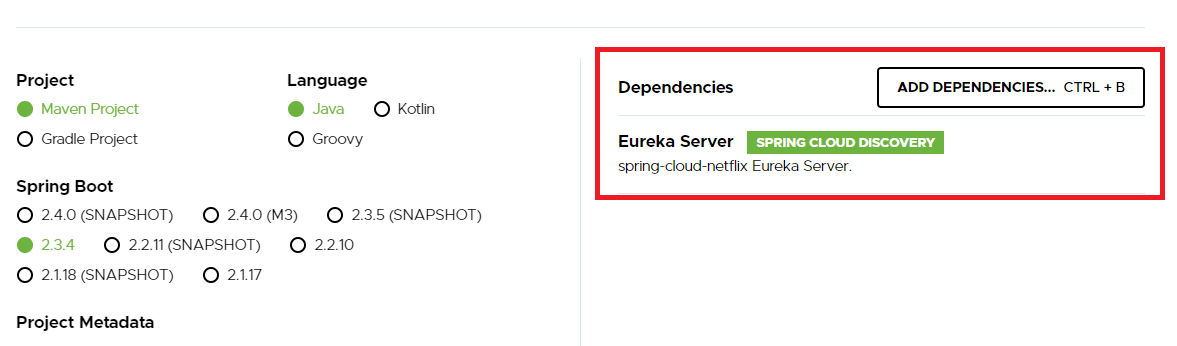 Project
Language
Maven Project
Java
Kotlin
Gradle Project
Groovy
Spring Boot
2.4.0 (SNAPSHOT) 2.4.0 (M3) 2.3.5 (SNAPSHOT)
2.3.4 2.2.11 (SNAPSHOT) 2.2.10
2.1.18 (SNAPSHOT) 2.1.17
Project Metadata
Dependencies
ADD DEPENDENCIES... CTRL + B
Eureka Server SPRING CLOUD DISCOVERY
spring-cloud-netflix Eureka Server.